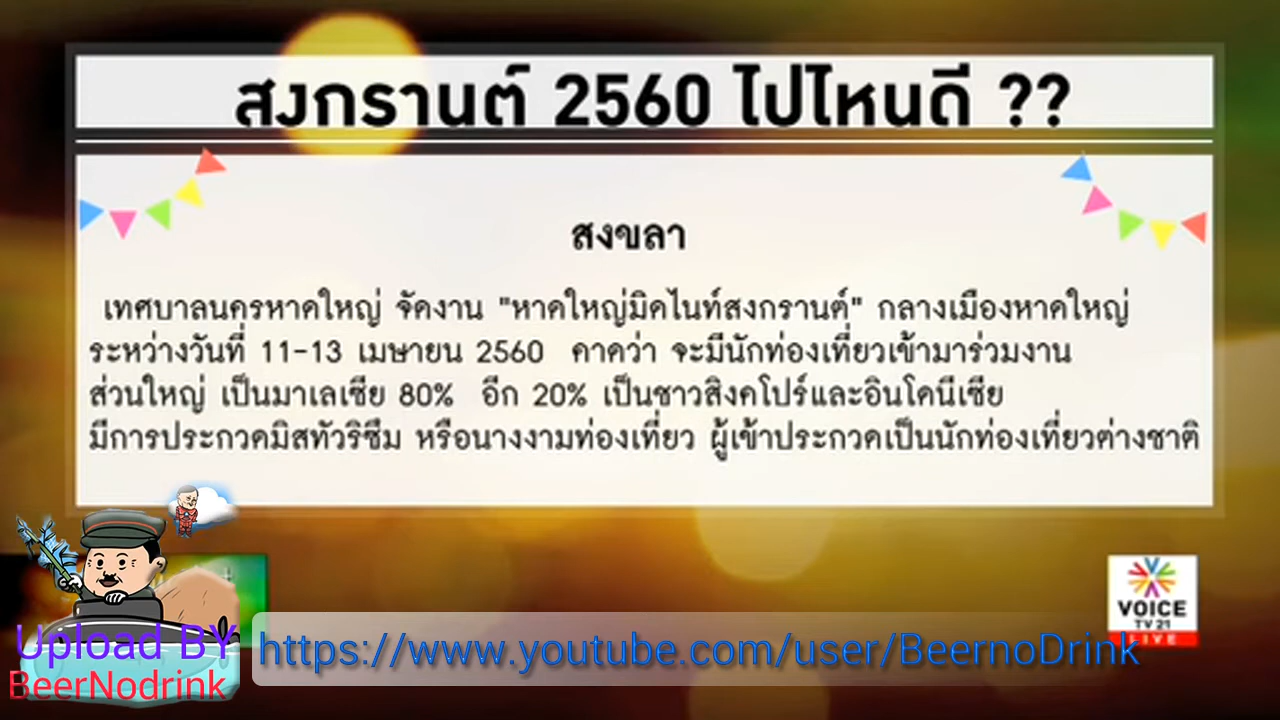 สงกรานต์ 2560 ไปไหนดี ??
สงขลา
เทศบาลนครหาดใหญ่ จัดงาน "หาดใหญ่มิดไนท์สงกรานต์" กลางเมืองหาดใหญ่
ระหว่างวันที่ 11-13 เมษายน 2560 คาดว่า จะมีนักท่องเที่ยวเข้ามาร่วมงาน
ส่วนใหญ่ เป็นมาเลเซีย 80% อีก 20% เป็นชาวสิงคโปร์และอินโดนีเซีย
มีการประกวดมิสทัวริซึม หรือนางงามท่องเที่ยว ผู้เข้าประกวดเป็นนักท่องเที่ยวต่างชาติ
VOICE
TV 21
LIVE
Upload BY
BeerNodrink
https://www.youtube.com/user/BeernoDrink